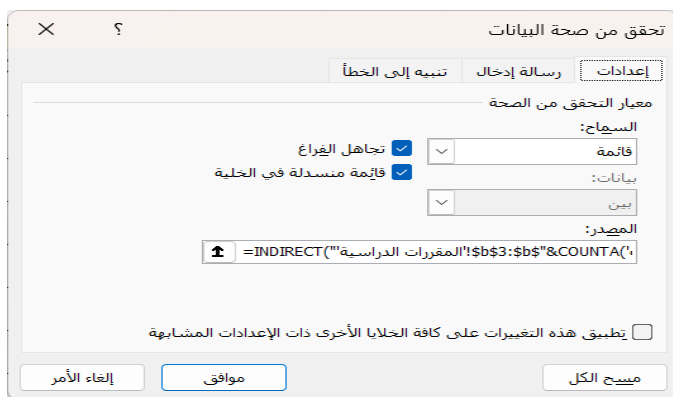 تحقق من صحة البيانات ؟
إعدادات رسالة إدخال تنبيه إلى الخطأ
معيار التحقق من الصحة
السماح:
قائمة تجاهل الفراغ
قائمة منسدلة في الخلية
بيانات:
بين
المصدر:
=INDIRECT("'المقررات الدراسية'!$b$3:$b$"&COUNTA('
تطبيق هذه التغييرات على كافة الخلايا الأخرى ذات الإعدادات المشابهة
مسح الكل موافق إلغاء الأمر